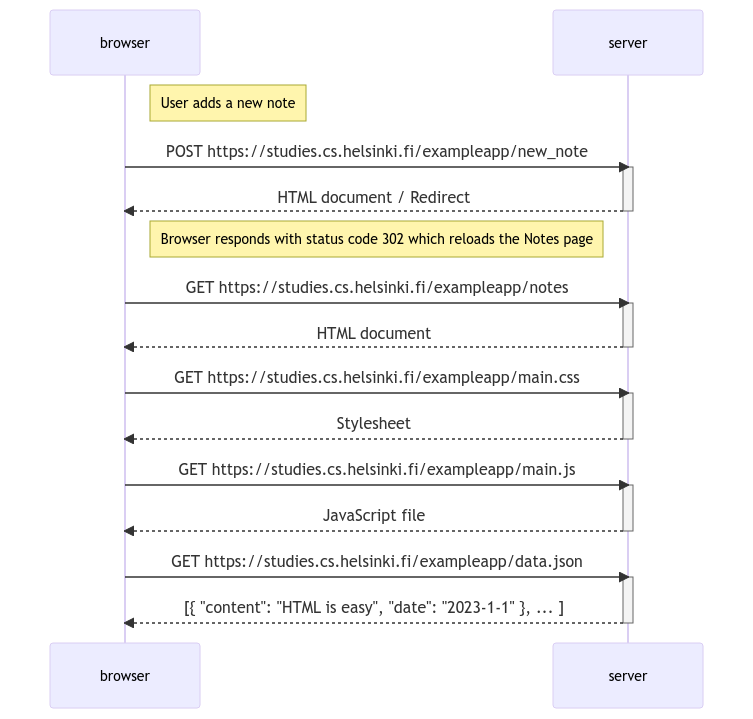 browser
server
User adds a new note
POST https://studies.cs.helsinki.fi/exampleapp/new_note
HTML document / Redirect
Browser responds with status code 302 which reloads the Notes page
GET https://studies.cs.helsinki.fi/exampleapp/notes
HTML document
GET https://studies.cs.helsinki.fi/exampleapp/main.css
Stylesheet
GET https://studies.cs.helsinki.fi/exampleapp/main.js
JavaScript file
GET https://studies.cs.helsinki.fi/exampleapp/data.json
[{ "content": "HTML is easy", "date": "2023-1-1" }, ... ]
browser
server